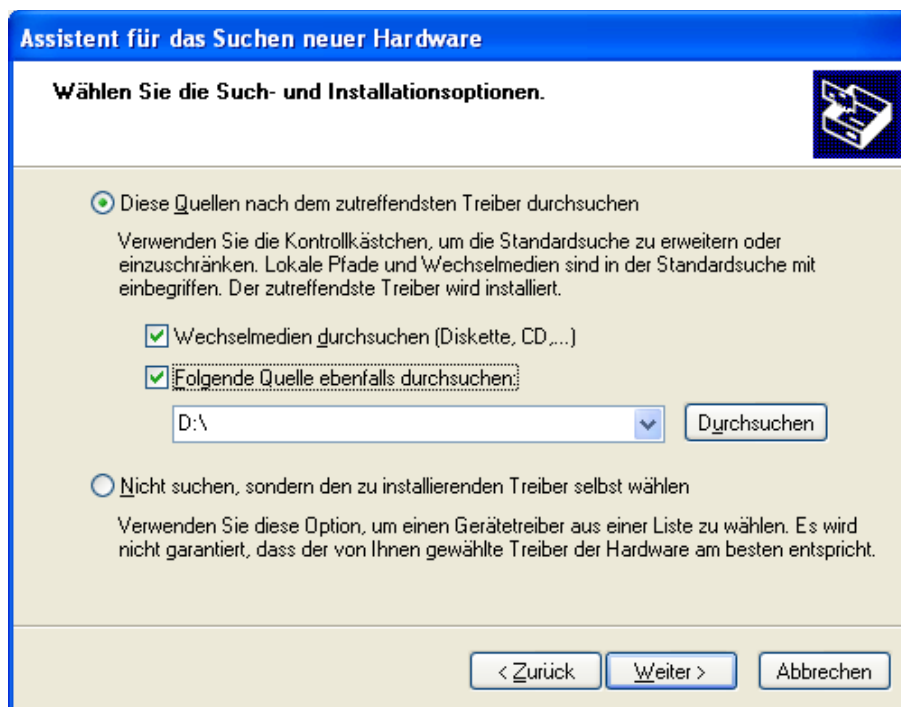 Assistent für das Suchen neuer Hardware
Wählen Sie die Such- und Installationsoptionen.
Diese Quellen nach dem zutreffendsten Treiber durchsuchen
Verwenden Sie die Kontrollkästchen, um die Standardsuche zu erweitern oder
einzuschränken. Lokale Pfade und Wechselmedien sind in der Standardsuche mit
einbegriffen. Der zutreffendste Treiber wird installiert.
Wechselmedien durchsuchen (Diskette, CD,...)
Folgende Quelle ebenfalls durchsuchen:
D:\
Durchsuchen
Nicht suchen, sondern den zu installierenden Treiber selbst wählen
Verwenden Sie diese Option, um einen Gerätetreiber aus einer Liste zu wählen. Es wird
nicht garantiert, dass der von Ihnen gewählte Treiber der Hardware am besten entspricht.
< Zurück
Weiter >
Abbrechen